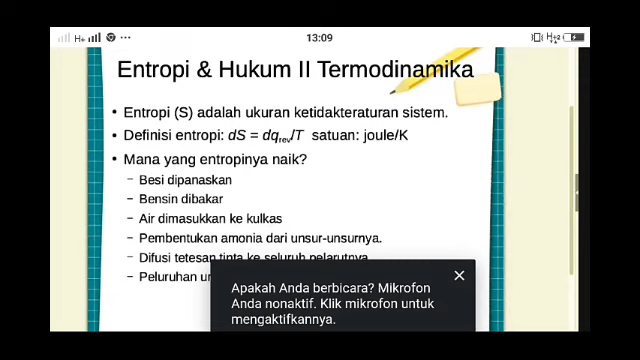 H+
13:09
Entropi & Hukum II Termodinamika
• Entropi (S) adalah ukuran ketidakteraturan sistem.
• Definisi entropi: dS = dqrev/T satuan: joule/K
• Mana yang entropinya naik?
– Besi dipanaskan
– Bensin dibakar
– Air dimasukkan ke kulkas
– Pembentukan amonia dari unsur-unsurnya.
– Difusi tetesan tinta ke seluruh pelarutnya
– Peluruhan
Apakah Anda berbicara? Mikrofon
Anda nonaktif. Klik mikrofon untuk
mengaktifkannya.